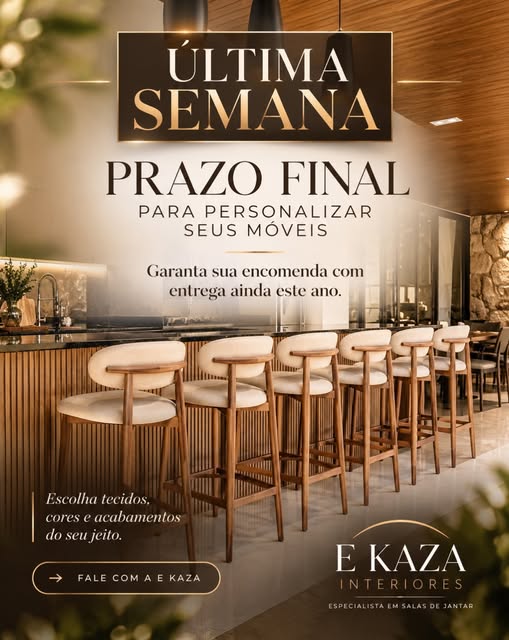 ÚLTIMA
SEMANA
PRAZO FINAL
PARA PERSONALIZAR
SEUS MÓVEIS
Garanta sua encomenda com
entrega ainda este ano.
Escolha tecidos,
cores e acabamentos
do seu jeito.
→ FALE COM A E KAZA
E KAZA
INTERIORES
ESPECIALISTA EM SALAS DE JANTAR